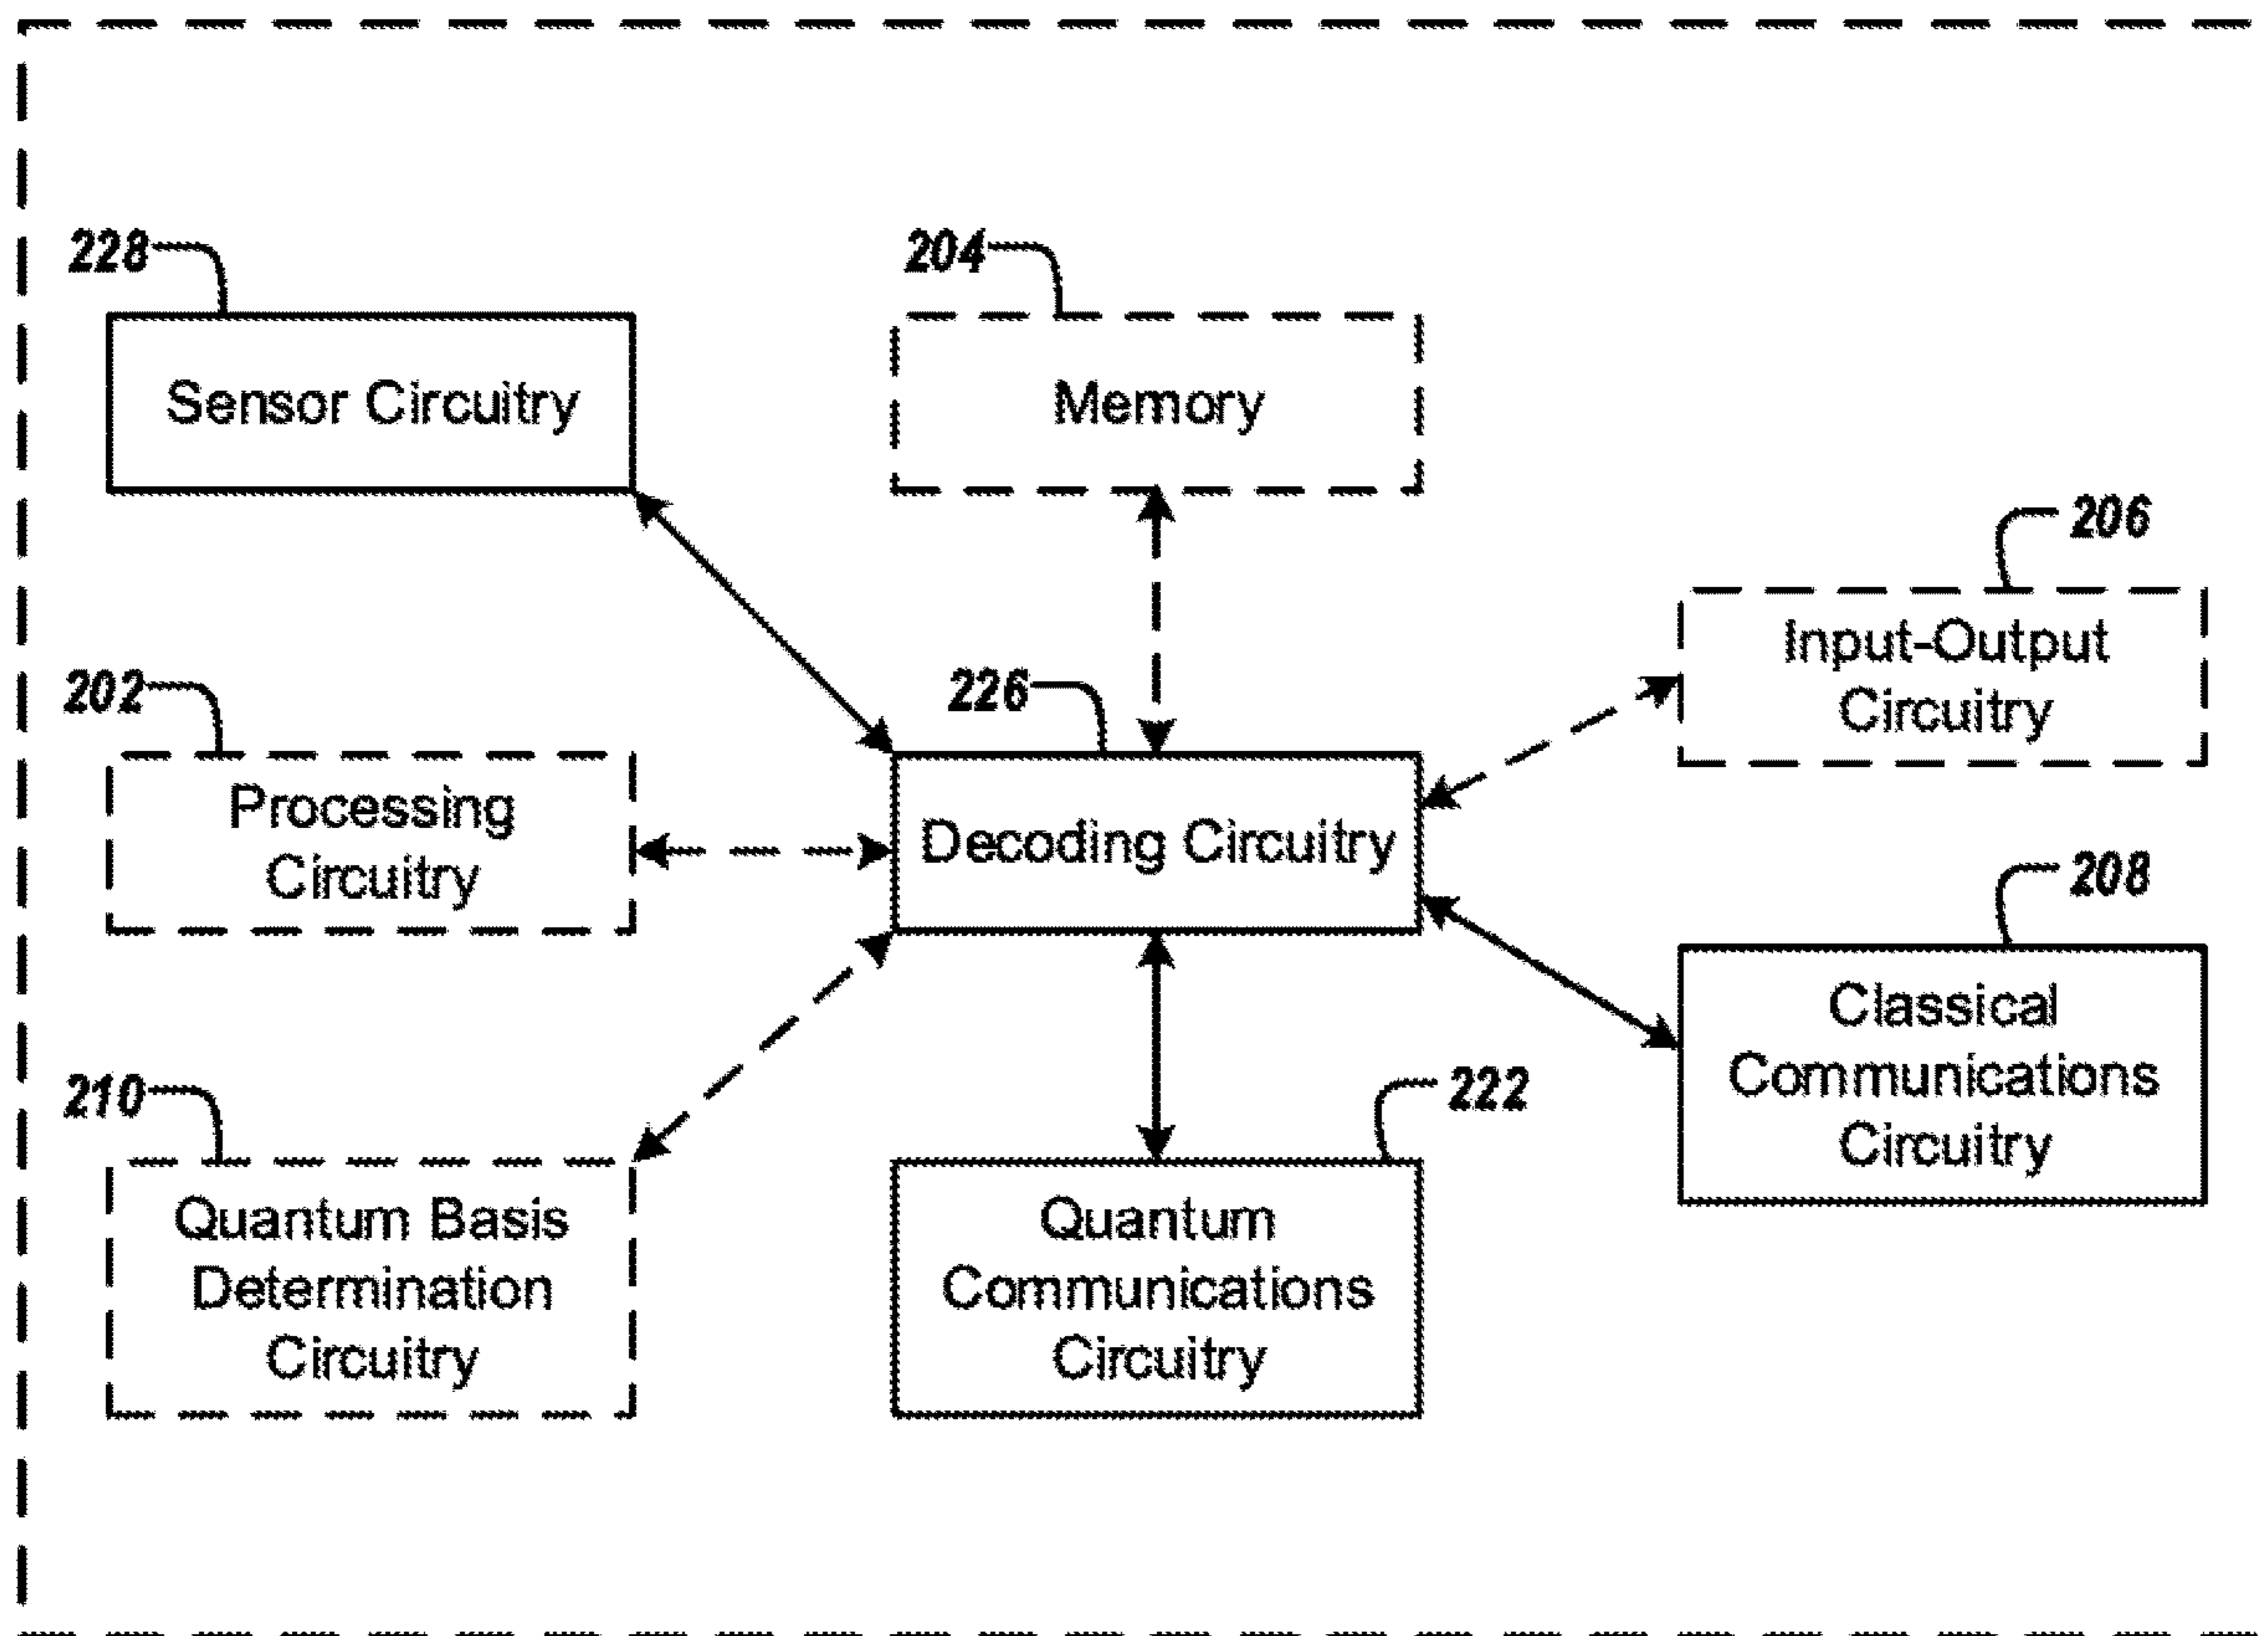 228
Sensor Circuitry
204
Memory
206
Input-Output
Circuitry
202
Processing
Circuitry
226
Decoding Circuitry
208
Classical
Communications
Circuitry
210
Quantum Basis
Determination
Circuitry
222
Quantum
Communications
Circuitry